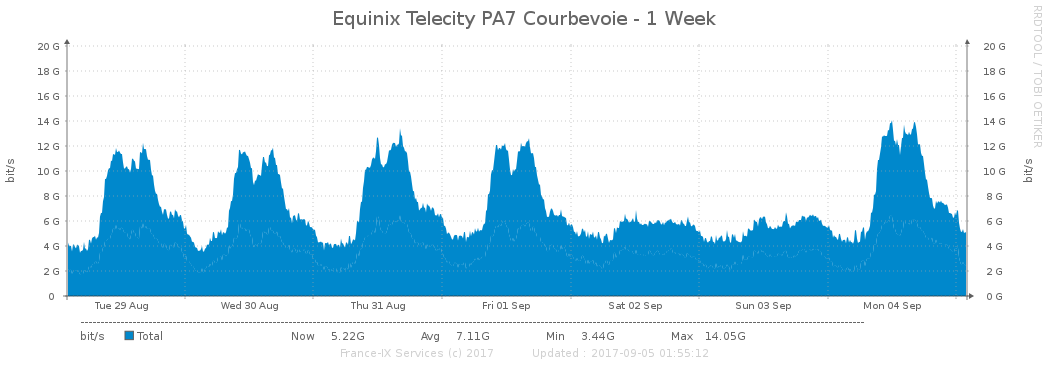 Equinix Telecity PA7 Courbevoie - 1 Week
RRDTOOL / TOBI OETIKER
20 G 20 G
18 G 18 G
16 G 16 G
14 G 14 G
12 G 12 G
10 G 10 G
8 G 8 G
6 G 6 G
4 G 4 G
2 G 2 G
0 0 G
bit/s
bit/s
Tue 29 Aug Wed 30 Aug Thu 31 Aug Fri 01 Sep Sat 02 Sep Sun 03 Sep Mon 04 Sep
bit/s Total Now 5.22G Avg 7.11G Min 3.44G Max 14.05G
France-IX Services (c) 2017 Updated : 2017-09-05 01:55:12